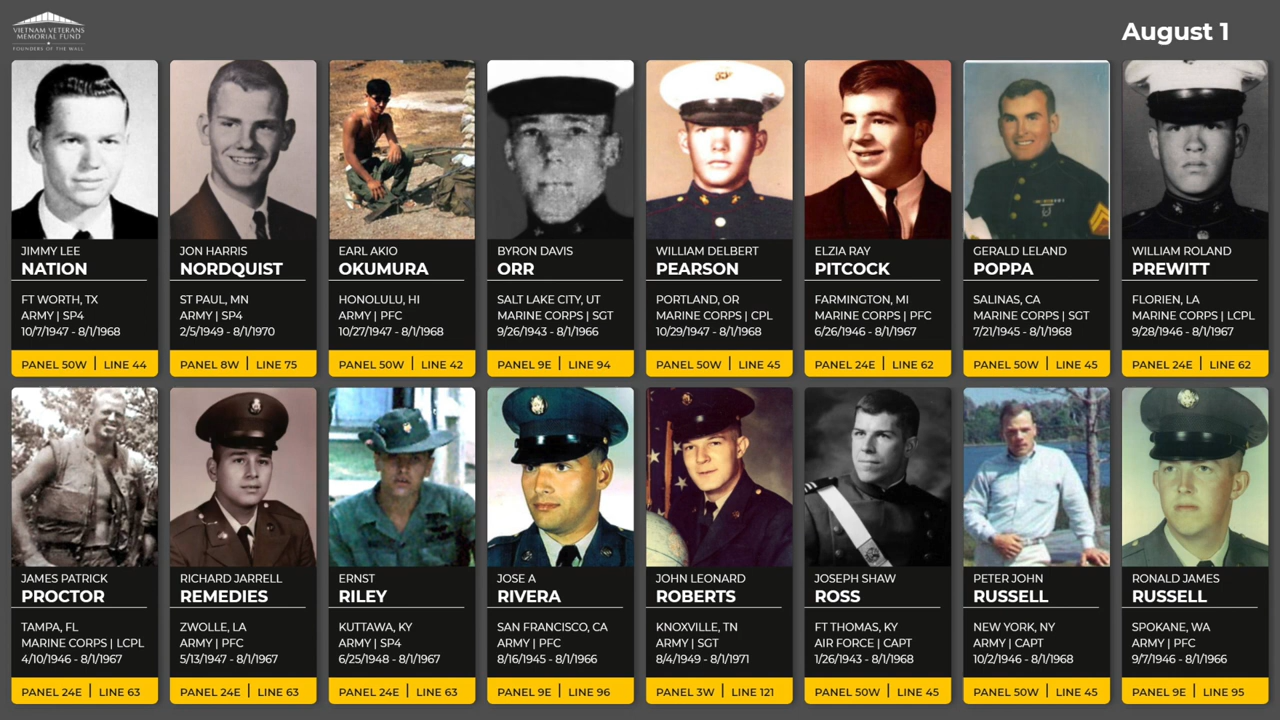 VIETNAM VETERANS
MEMORIAL FUND
FOUNDERS OF THE WALL
August 1
JIMMY LEE
NATION
FT WORTH, TX
ARMY | SP4
10/7/1947 - 8/1/1968
PANEL 50W | LINE 44
JON HARRIS
NORDQUIST
ST PAUL, MN
ARMY | SP4
2/5/1949 - 8/1/1970
PANEL 8W | LINE 75
EARL AKIO
OKUMURA
HONOLULU, HI
ARMY | PFC
10/27/1947 - 8/1/1968
PANEL 50W | LINE 42
BYRON DAVIS
ORR
SALT LAKE CITY, UT
MARINE CORPS | SGT
9/26/1943 - 8/1/1966
PANEL 9E | LINE 94
WILLIAM DELBERT
PEARSON
PORTLAND, OR
MARINE CORPS | CPL
10/29/1947 - 8/1/1968
PANEL 50W | LINE 45
ELZIA RAY
PITCOCK
FARMINGTON, MI
MARINE CORPS | PFC
6/26/1946 - 8/1/1967
PANEL 24E | LINE 62
GERALD LELAND
POPPA
SALINAS, CA
MARINE CORPS | SGT
7/21/1945 - 8/1/1968
PANEL 50W | LINE 45
WILLIAM ROLAND
PREWITT
FLORIEN, LA
MARINE CORPS | LCPL
9/28/1946 - 8/1/1967
PANEL 24E | LINE 62
JAMES PATRICK
PROCTOR
TAMPA, FL
MARINE CORPS | LCPL
4/10/1946 - 8/1/1967
PANEL 24E | LINE 63
RICHARD JARRELL
REMEDIES
ZWOLLE, LA
ARMY | PFC
5/13/1947 - 8/1/1967
PANEL 24E | LINE 63
ERNST
RILEY
KUTTAWA, KY
ARMY | SP4
6/25/1948 - 8/1/1967
PANEL 24E | LINE 63
JOSE A
RIVERA
SAN FRANCISCO, CA
ARMY | PFC
8/16/1945 - 8/1/1966
PANEL 9E | LINE 96
JOHN LEONARD
ROBERTS
KNOXVILLE, TN
ARMY | SGT
8/4/1949 - 8/1/1971
PANEL 3W | LINE 121
JOSEPH SHAW
ROSS
FT THOMAS, KY
AIR FORCE | CAPT
1/26/1943 - 8/1/1968
PANEL 50W | LINE 45
PETER JOHN
RUSSELL
NEW YORK, NY
ARMY | CAPT
10/2/1946 - 8/1/1968
PANEL 50W | LINE 45
RONALD JAMES
RUSSELL
SPOKANE, WA
ARMY | PFC
9/7/1946 - 8/1/1966
PANEL 9E | LINE 95